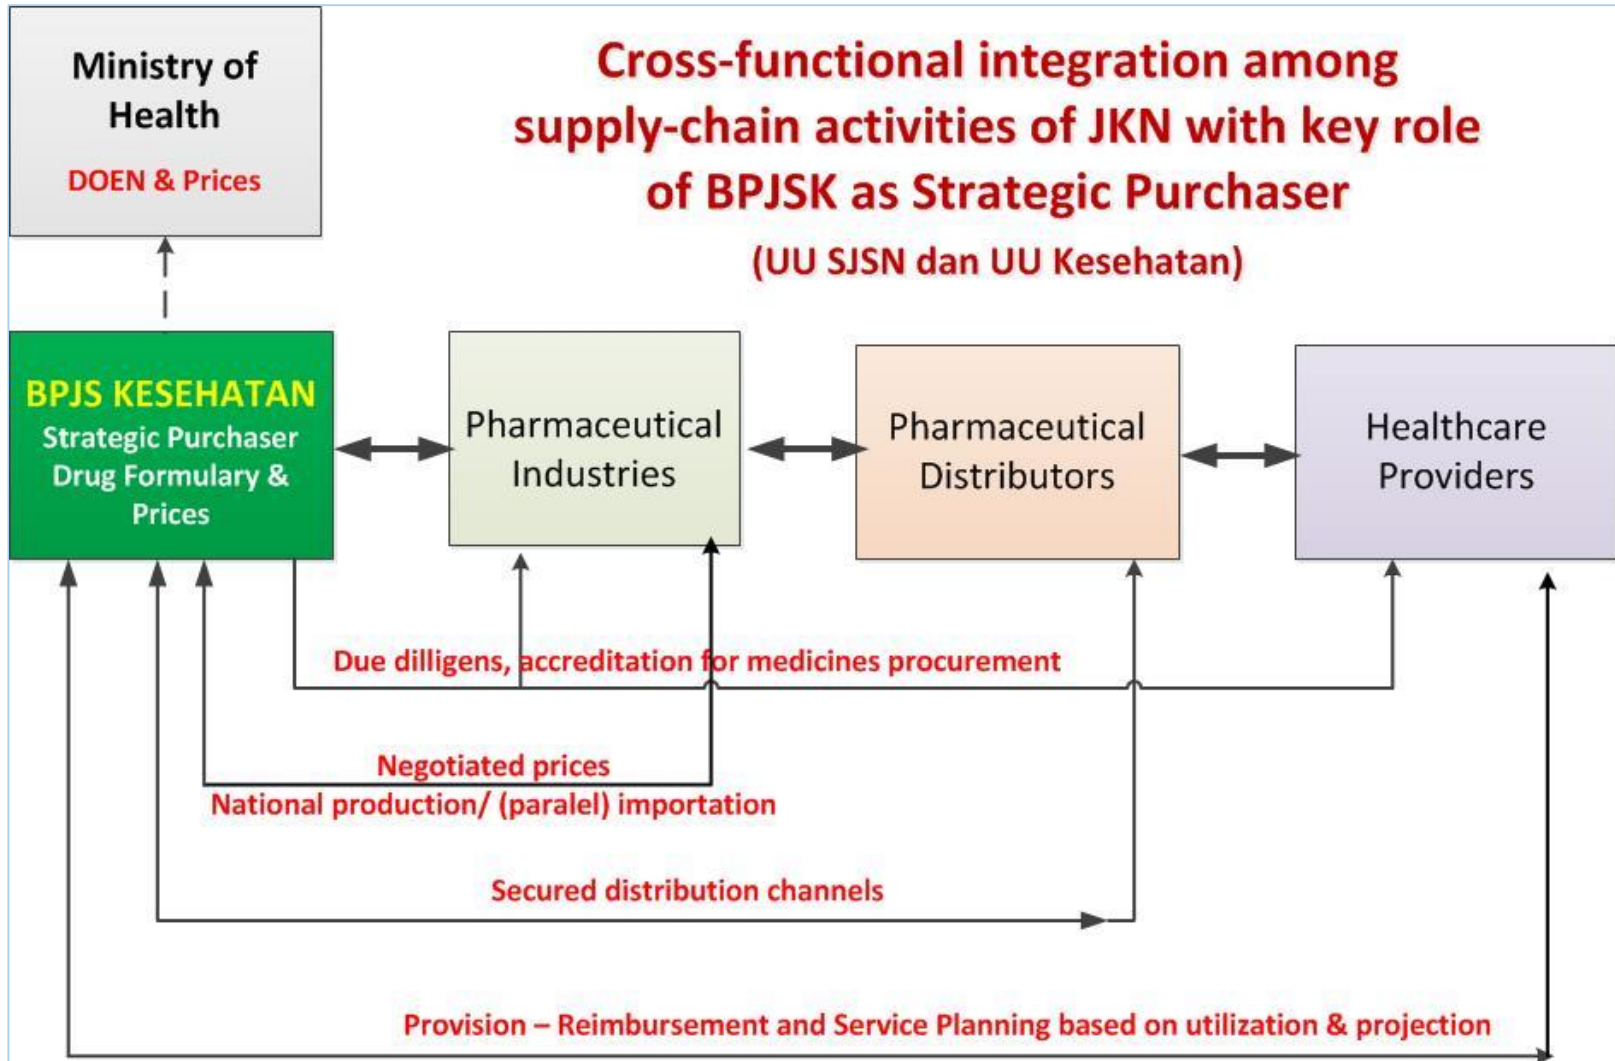 Ministry of
Health
DOEN & Prices
Cross-functional integration among
supply-chain activities of JKN with key role
of BPJSK as Strategic Purchaser
(UU SJSN dan UU Kesehatan)
BPJS KESEHATAN
Strategic Purchaser
Drug Formulary &
Prices
Pharmaceutical
Industries
Pharmaceutical
Distributors
Healthcare
Providers
Due dilligens, accreditation for medicines procurement
Negotiated prices
National production/ (paralel) importation
Secured distribution channels
Provision – Reimbursement and Service Planning based on utilization & projection